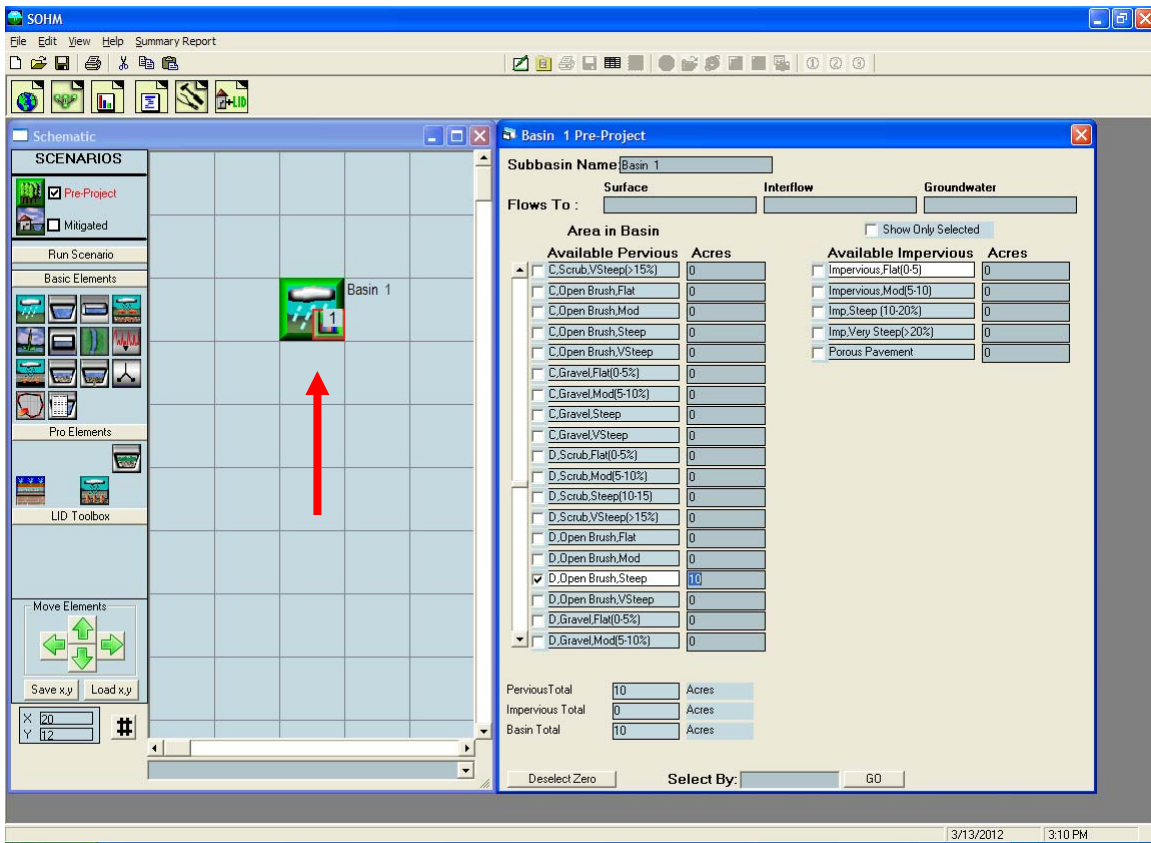 SOHM
File Edit View Help Summary Report
+LID
Schematic
SCENARIOS
Pre-Project
Mitigated
Run Scenario
Basic Elements
Pro Elements
LID Toolbox
Move Elements
Save x,y Load x,y
X 20
Y 12
#
Basin 1
1
Basin 1 Pre-Project
Subbasin Name: Basin 1
Surface Interflow Groundwater
Flows To :
Area in Basin Show Only Selected
Available Pervious Acres Available Impervious Acres
C,Scrub,VSteep(>15%) 0 Impervious,Flat(0-5) 0
C,Open Brush,Flat 0 Impervious,Mod(5-10) 0
C,Open Brush,Mod 0 Imp,Steep (10-20%) 0
C,Open Brush,Steep 0 Imp,Very Steep(>20%) 0
C,Open Brush,VSteep 0 Porous Pavement 0
C,Gravel,Flat(0-5%) 0
C,Gravel,Mod(5-10%) 0
C,Gravel,Steep 0
C,Gravel,VSteep 0
D,Scrub,Flat(0-5%) 0
D,Scrub,Mod(5-10%) 0
D,Scrub,Steep(10-15) 0
D,Scrub,VSteep(>15%) 0
D,Open Brush,Flat 0
D,Open Brush,Mod 0
D,Open Brush,Steep 10
D,Open Brush,VSteep 0
D,Gravel,Flat(0-5%) 0
D,Gravel,Mod(5-10%) 0
PerviousTotal 10 Acres
Impervious Total 0 Acres
Basin Total 10 Acres
Deselect Zero Select By: GO
3/13/2012 3:10 PM